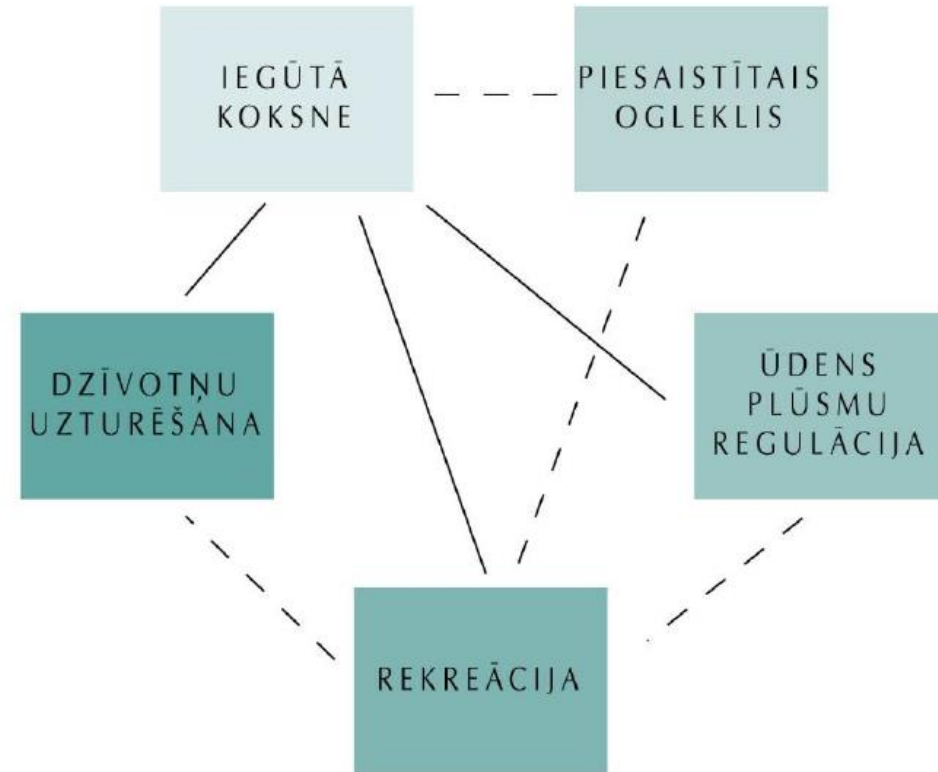 IEGŪTĀ
KOKSNE
PIESAISTĪTAIS
OGLEKLIS
DZĪVOTŅU
UZTURĒŠANA
ŪDENS
PLŪSMU
REGULĀCIJA
REKREĀCIJA